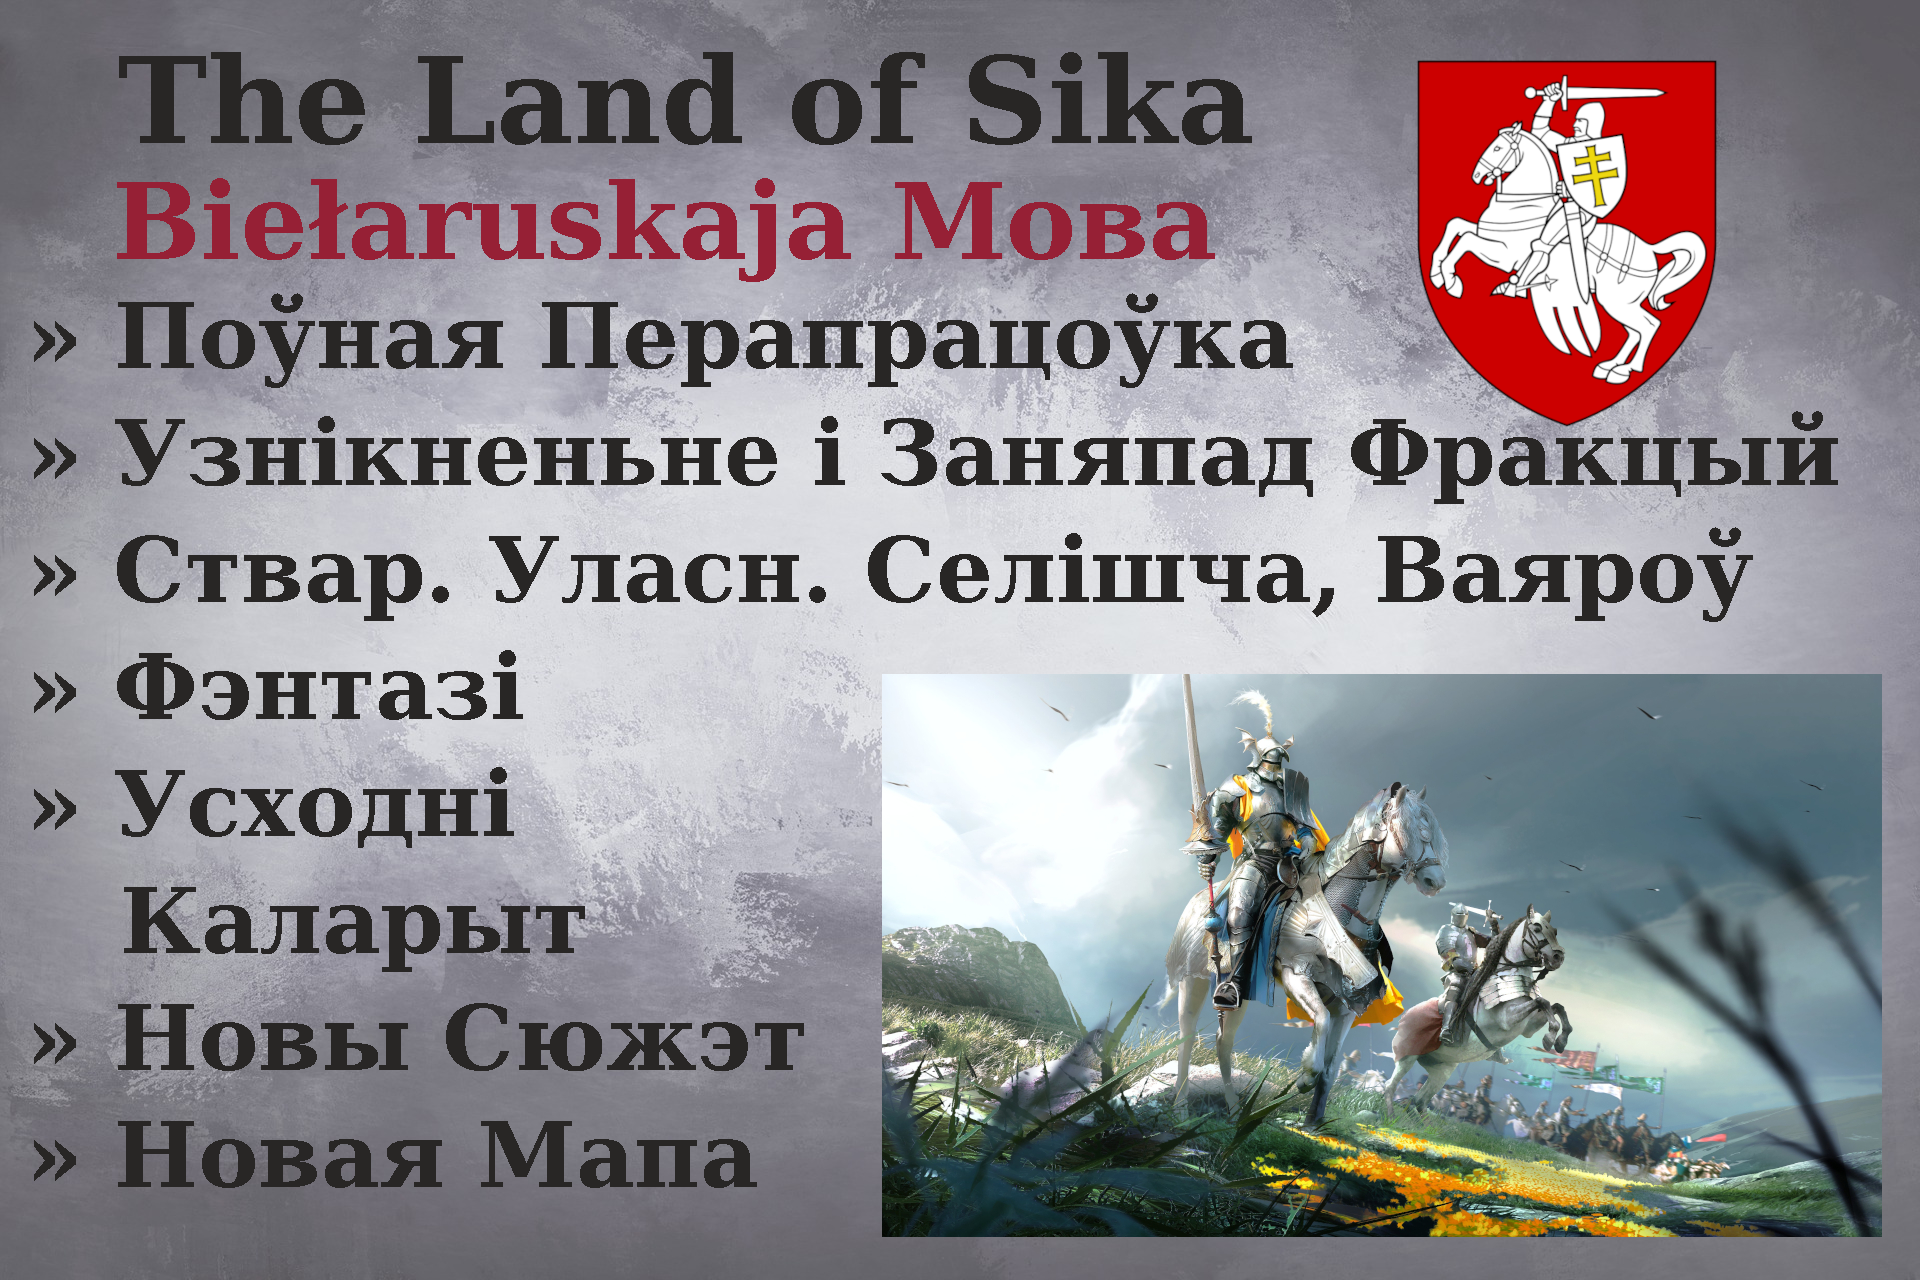 The Land of Sika
Biełaruskaja Мова
» Поўная Перапрацоўка
» Узнікненьне і Заняпад Фракцый
» Ствар. Уласн. Селішча, Ваяроў
» Фэнтазі
» Усходні
Каларыт
» Новы Сюжэт
» Новая Мапа